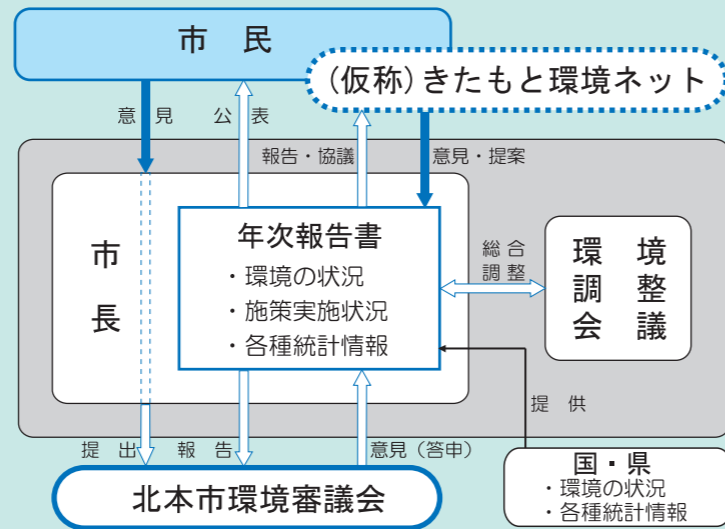 市　民
(仮称)きたもと環境ネット
意　見　公　表
報告・協議
意見・提案
市
長
年次報告書
・環境の状況
・施策実施状況
・各種統計情報
総合
調整
環　境
調　整
会　議
提　供
提　出　報　告
意見（答申）
北本市環境審議会
国・県
・環境の状況
・各種統計情報